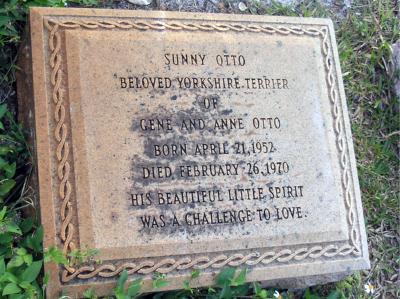 SUNNY OTTO
BELOVED YORKSHIRE TERRIER
OF
GENE AND ANNE OTTO
BORN APRIL 21, 1952
DIED FEBRUARY 26, 1970
HIS BEAUTIFUL LITTLE SPIRIT
WAS A CHALLENGE TO LOVE.